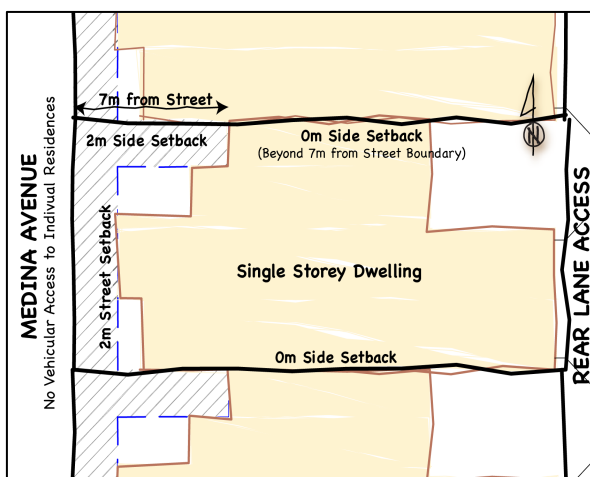 7m from Street
2m Side Setback
0m Side Setback
(Beyond 7m from Street Boundary)
N
MEDINA AVENUE
No Vehicular Access to Indivual Residences
2m Street Setback
Single Storey Dwelling
REAR LANE ACCESS
0m Side Setback